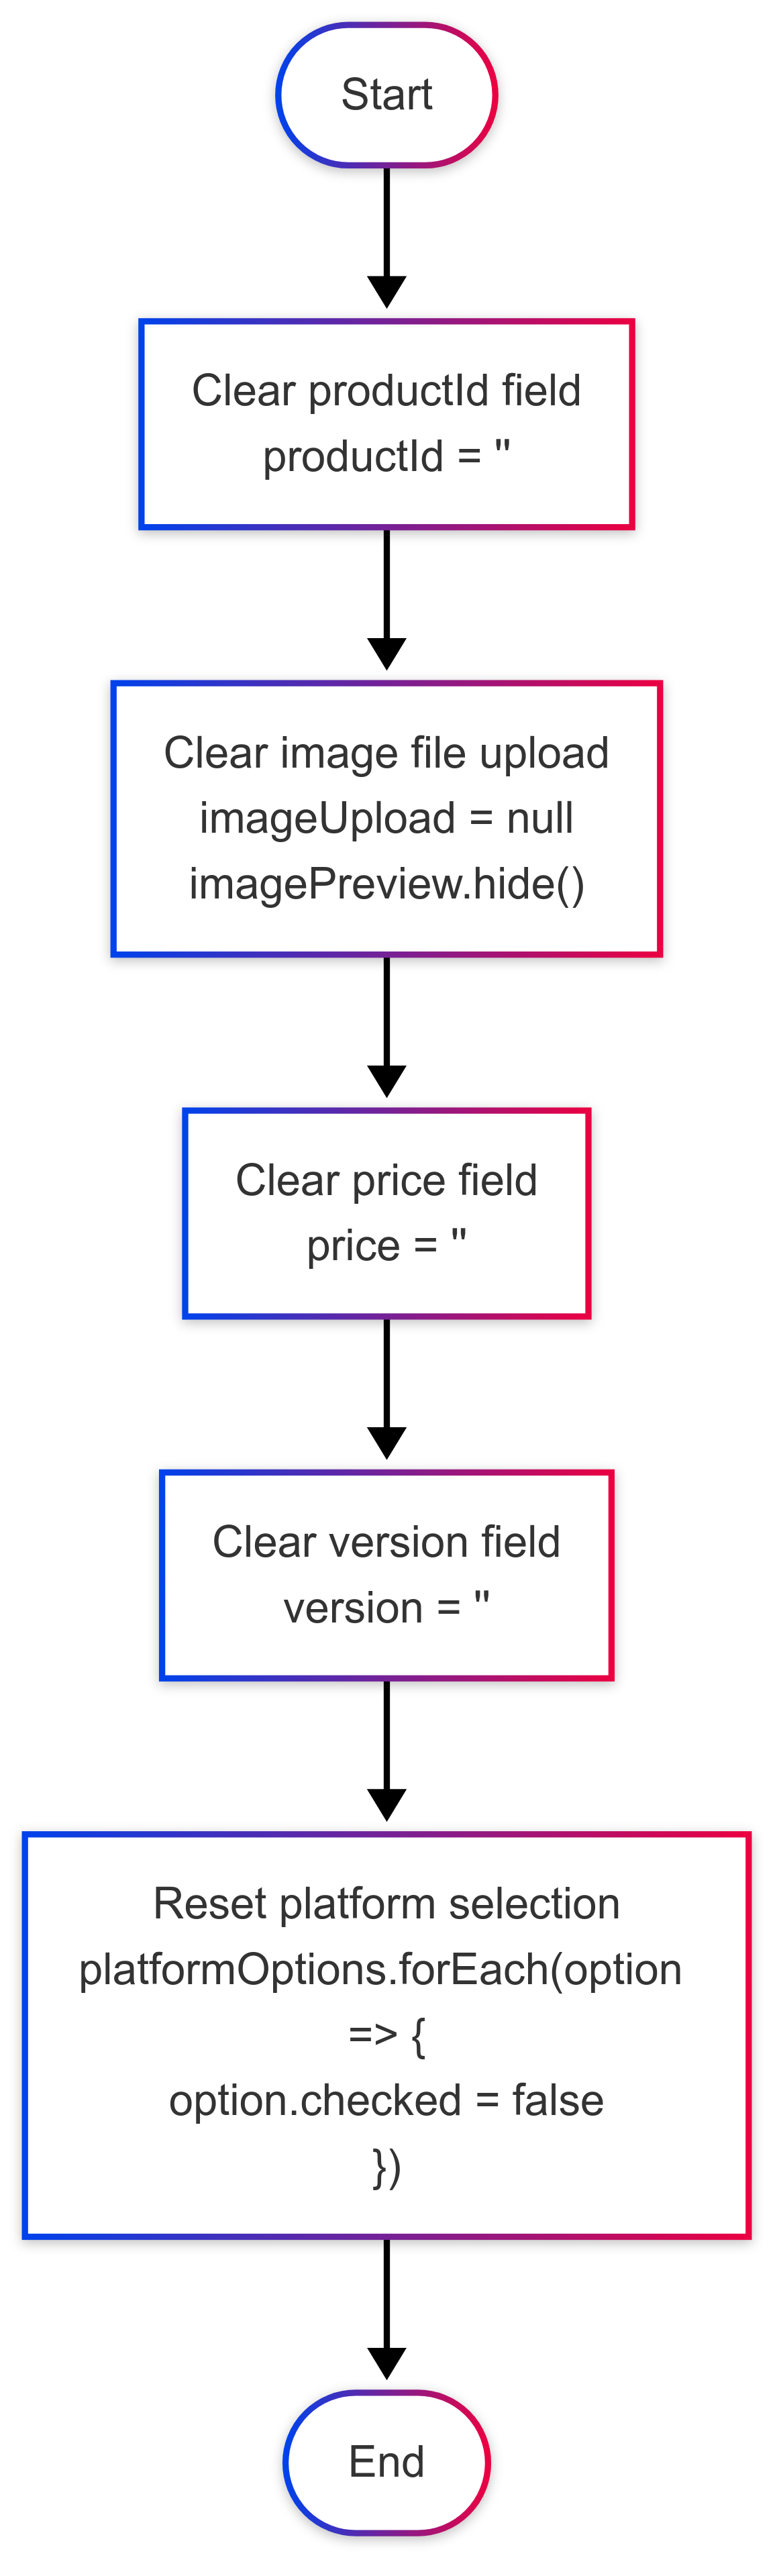 Start
Clear productId field
productId = ''
Clear image file upload
imageUpload = null
imagePreview.hide()
Clear price field
price = ''
Clear version field
version = ''
Reset platform selection
platformOptions.forEach(option
=> {
option.checked = false
})
End